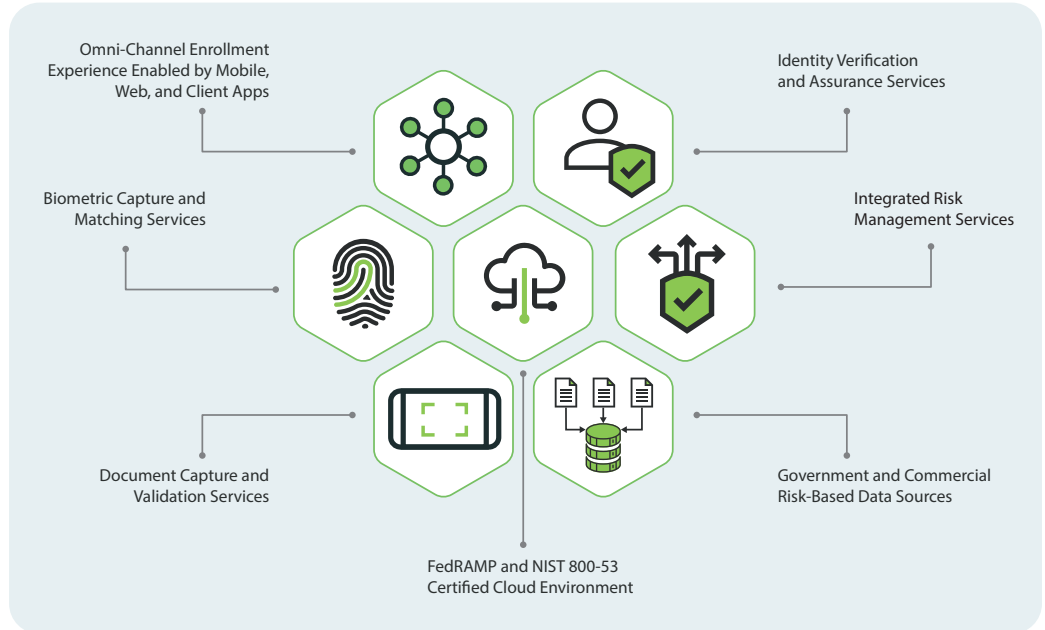 Omni-Channel Enrollment
Experience Enabled by Mobile,
Web, and Client Apps
Identity Verification
and Assurance Services
Biometric Capture and
Matching Services
Integrated Risk
Management Services
Document Capture and
Validation Services
Government and Commercial
Risk-Based Data Sources
FedRAMP and NIST 800-53
Certified Cloud Environment